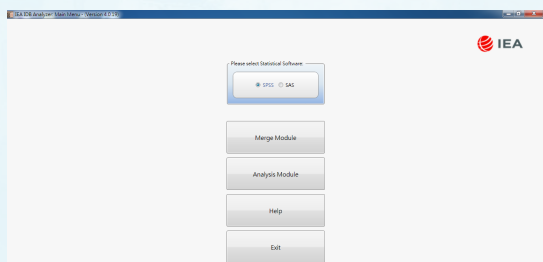 IEA IDB Analyzer Main Menu - (Version 4.0.19)
IEA
Please select Statistical Software:
SPSS SAS
Merge Module
Analysis Module
Help
Exit